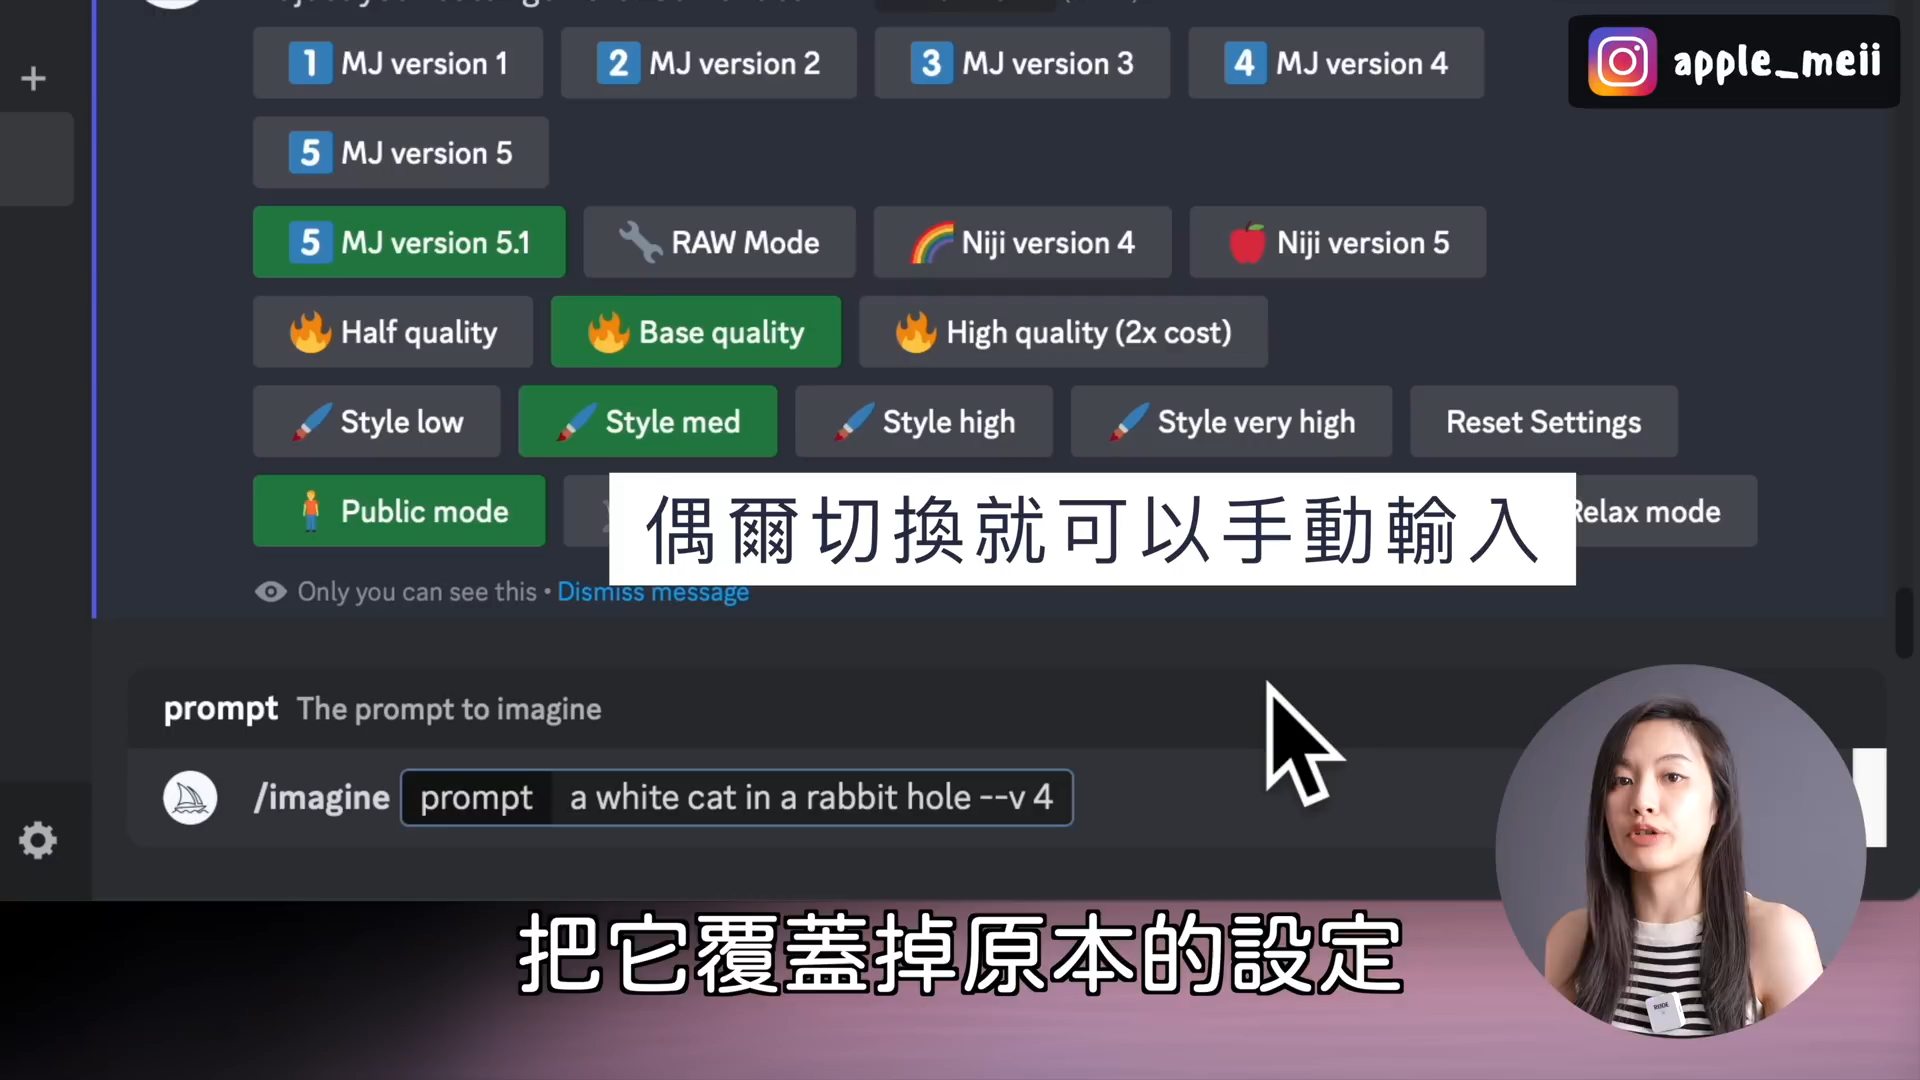 apple_meii
1 MJ version 1
2 MJ version 2
3 MJ version 3
4 MJ version 4
5 MJ version 5
5 MJ version 5.1
RAW Mode
Niji version 4
Niji version 5
Half quality
Base quality
High quality (2x cost)
Style low
Style med
Style high
Style very high
Reset Settings
Public mode
Relax mode
偶爾切換就可以手動輸入
Only you can see this • Dismiss message
prompt The prompt to imagine
/imagine prompt a white cat in a rabbit hole --v 4
把它覆蓋掉原本的設定
RODE